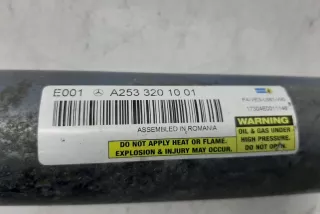 E001 A253 320 10 01
ASSEMBLED IN ROMANIA
DO NOT APPLY HEAT OR FLAME.
EXPLOSION & INJURY MAY OCCUR.
WARNING
OIL & GAS UNDER
HIGH PRESSURE.
DO NOT OPEN.